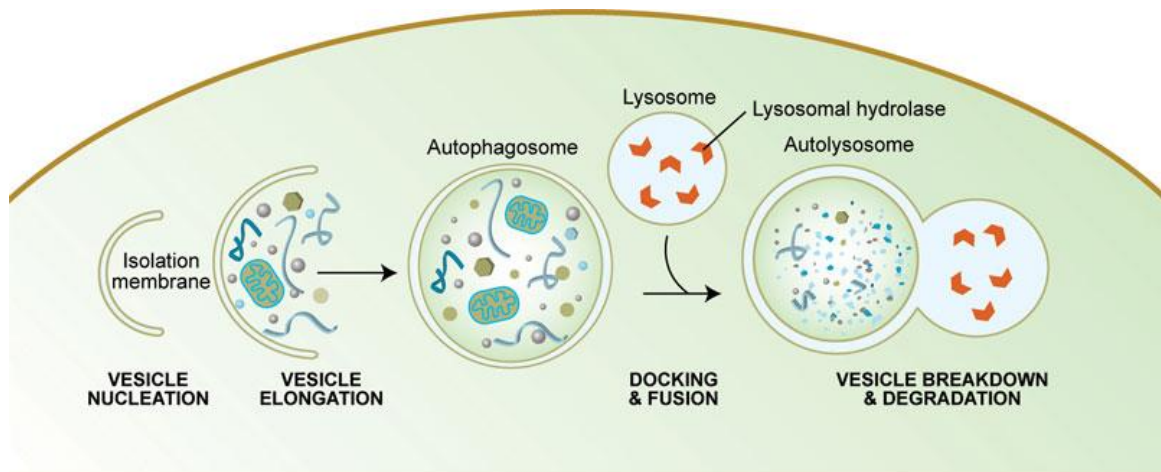 Lysosome
Lysosomal hydrolase
Autophagosome
Autolysosome
Isolation
membrane
VESICLE
NUCLEATION
VESICLE
ELONGATION
DOCKING
& FUSION
VESICLE BREAKDOWN
& DEGRADATION